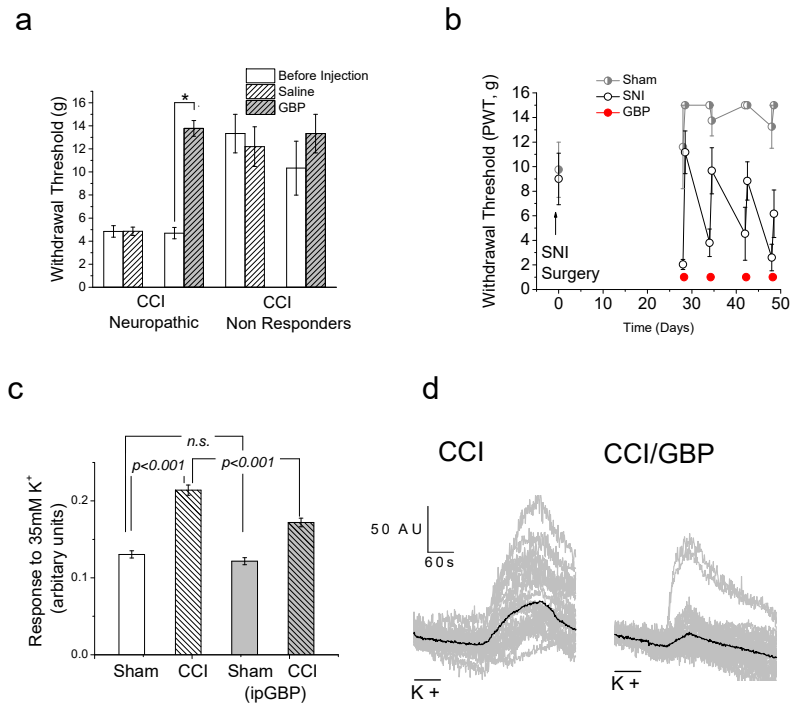 a
Before Injection
Saline
GBP
*
Withdrawal Threshold (g)
16
14
12
10
8
6
4
2
0
CCI
Neuropathic
CCI
Non Responders
b
Sham
SNI
GBP
Withdrawal Threshold (PWT, g)
16
14
12
10
8
6
4
2
0
SNI
Surgery
0 10 20 30 40 50
Time (Days)
c
n.s.
p<0.001
p<0.001
Response to 35mM K+
(arbitary units)
0.2
0.1
0.0
Sham CCI Sham CCI
(ipGBP)
d
CCI CCI/GBP
50 AU
60s
K +
K +